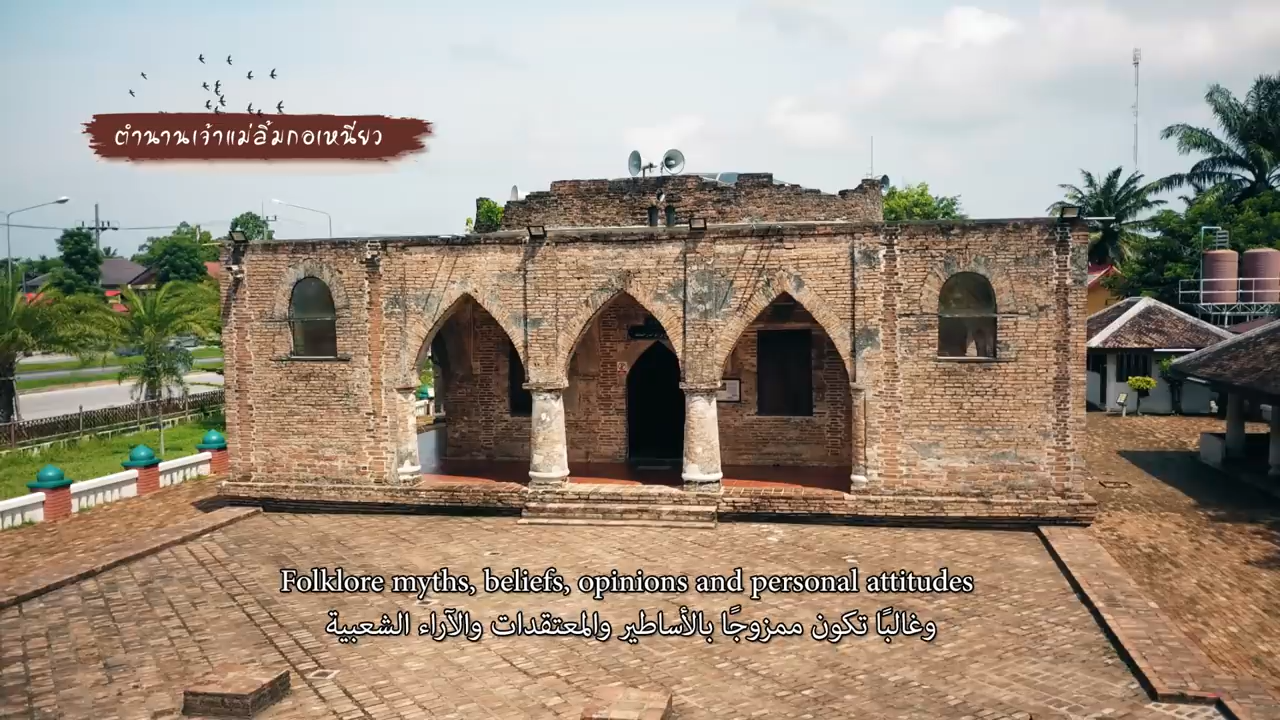 ตำนานเจ้าแม่ลิ้มกอเหนี่ยว
Folklore myths, beliefs, opinions and personal attitudes
وغالبًا تكون ممزوجًا بالأساطير والمعتقدات والآراء الشعبية